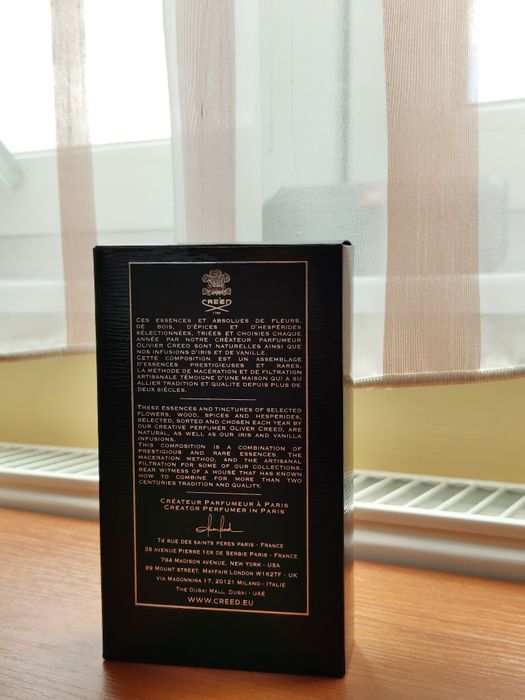 CREED
1760
CES ESSENCES ET ABSOLUES DE FLEURS,
DE BOIS, D'ÉPICES ET D'HESPÉRIDES
SÉLECTIONNÉES, TRIÉES ET CHOISIES CHAQUE
ANNÉE PAR NOTRE CRÉATEUR PARFUMEUR
OLIVIER CREED SONT NATURELLES AINSI QUE
NOS INFUSIONS D'IRIS ET DE VANILLE.
CETTE COMPOSITION EST UN ASSEMBLAGE
D'ESSENCES PRESTIGIEUSES ET RARES,
LA MÉTHODE DE MACÉRATION ET DE FILTRATION
ARTISANALE TÉMOIGNE D'UNE MAISON QUI A SU
ALLIER TRADITION ET QUALITE DEPUIS PLUS DE
DEUX SIÈCLES.
THESE ESSENCES AND TINCTURES OF SELECTED
FLOWERS, WOOD, SPICES AND HESPERIDES,
SELECTED, SORTED AND CHOSEN EACH YEAR BY
OUR CREATIVE PERFUMER OLIVER CREED, ARE
NATURAL, AS WELL AS OUR IRIS AND VANILLA
INFUSIONS.
THIS COMPOSITION IS A COMBINATION OF
PRESTIGIOUS AND RARE ESSENCES, THE
MACERATION METHOD, AND THE ARTISANAL
FILTRATION FOR SOME OF OUR COLLECTIONS,
BEAR WITNESS OF A HOUSE THAT HAS KNOWN
HOW TO COMBINE FOR MORE THAN TWO
CENTURIES TRADITION AND QUALITY.
CRÉATEUR PARFUMEUR À PARIS
CREATOR PERFUMER IN PARIS
74 RUE DES SAINTS PERES PARIS - FRANCE
38 AVENUE PIERRE 1ER DE SERBIE PARIS - FRANCE
794 MADISON AVENUE, NEW YORK - USA
99 MOUNT STREET, MAYFAIR LONDON W1K2TF - UK
VIA MADONNINA 17, 20121 MILANO - ITALIE
THE DUBAI MALL, DUBAI - UAE
WWW.CREED.EU